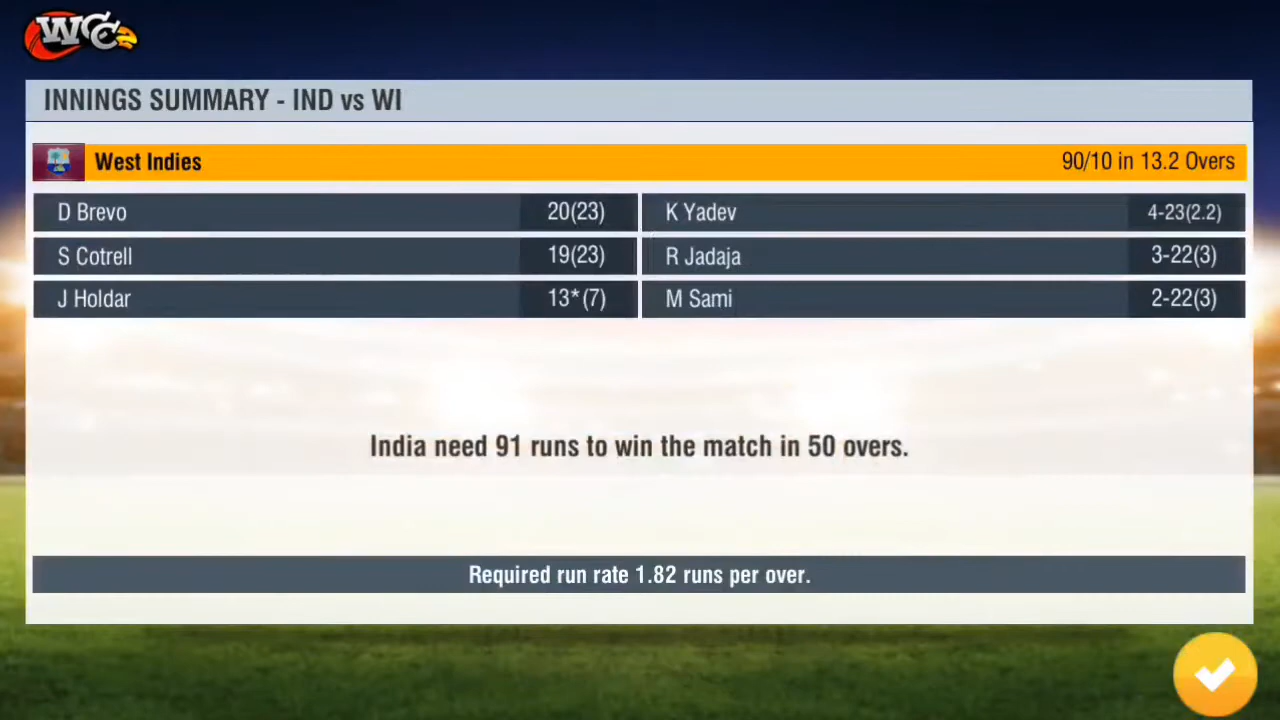 WCC
INNINGS SUMMARY - IND vs WI
West Indies 90/10 in 13.2 Overs
D Brevo 20(23) K Yadev 4-23(2.2)
S Cotrell 19(23) R Jadaja 3-22(3)
J Holdar 13*(7) M Sami 2-22(3)
India need 91 runs to win the match in 50 overs.
Required run rate 1.82 runs per over.